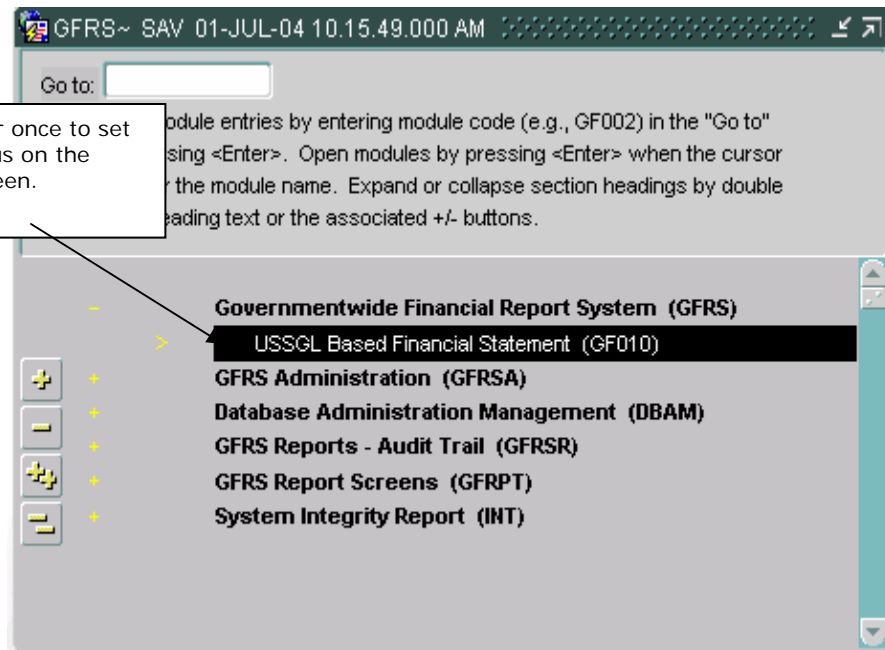 GFRS~ SAV 01-JUL-04 10.15.49.000 AM
Go to:
r once to set
us on the
een.
odule entries by entering module code (e.g., GF002) in the "Go to"
sing <Enter>. Open modules by pressing <Enter> when the cursor
r the module name. Expand or collapse section headings by double
eading text or the associated +/- buttons.
- Governmentwide Financial Report System (GFRS)
> USSGL Based Financial Statement (GF010)
+ GFRS Administration (GFRSA)
+ Database Administration Management (DBAM)
+ GFRS Reports - Audit Trail (GFRSR)
+ GFRS Report Screens (GFRPT)
+ System Integrity Report (INT)